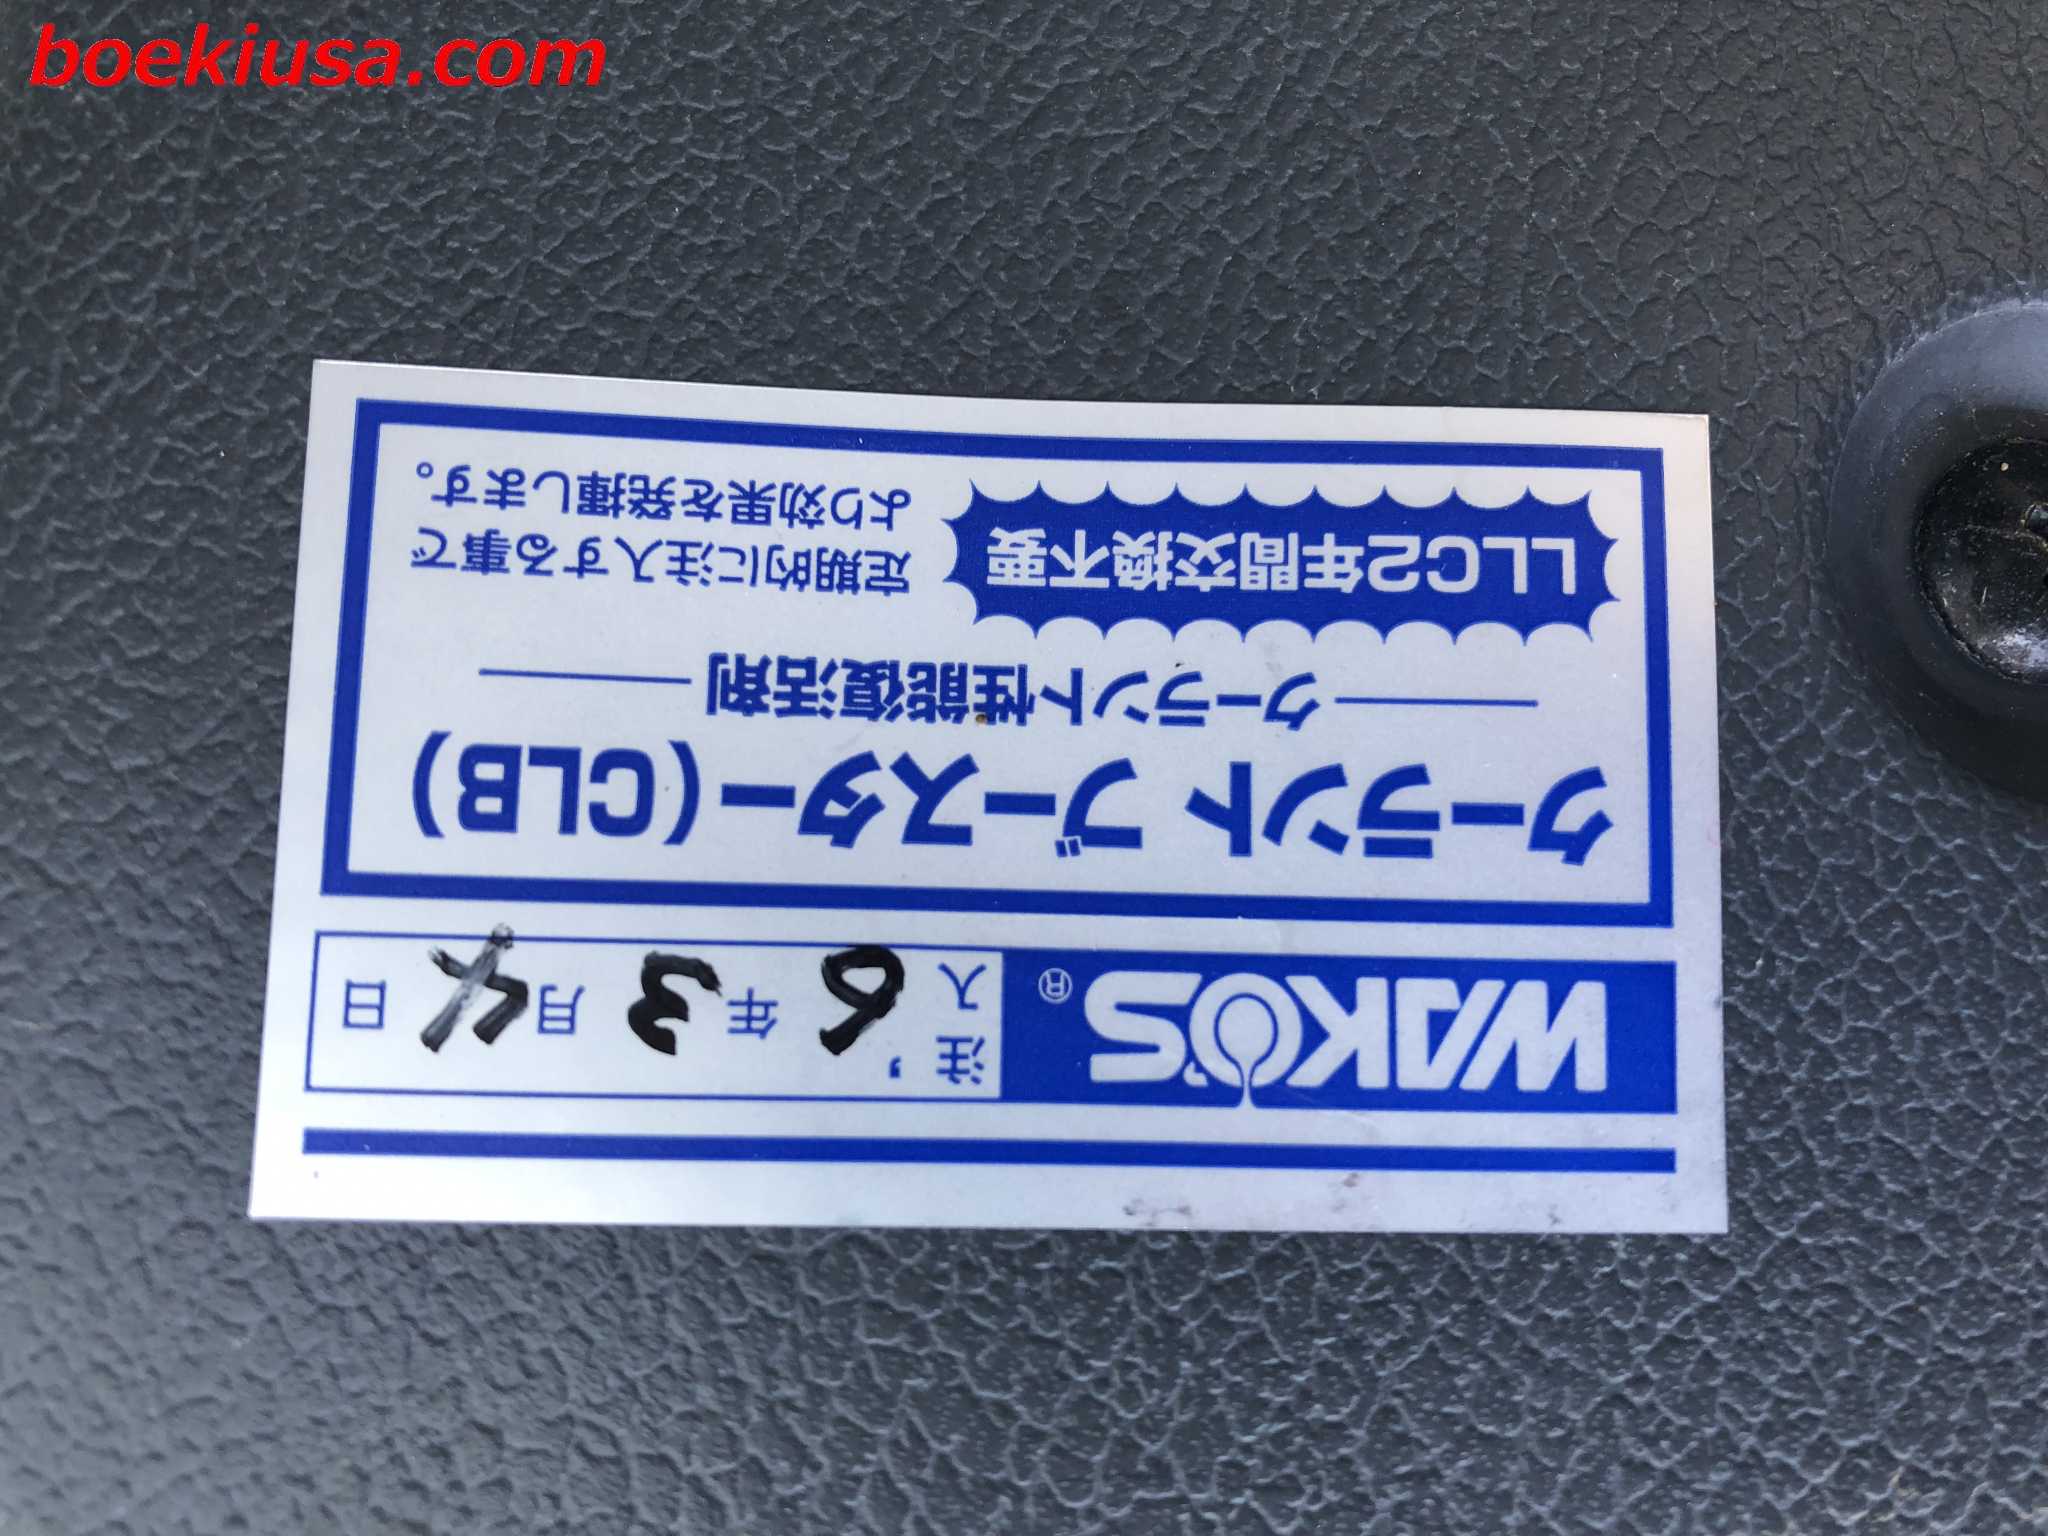 boekiusa.com
WAKO'S®
注入 '6年3月4日
クーラント ブースター(CLB)
クーラント性能復活剤
LLC2年間交換不要
定期的に注入する事で
より効果を発揮します。